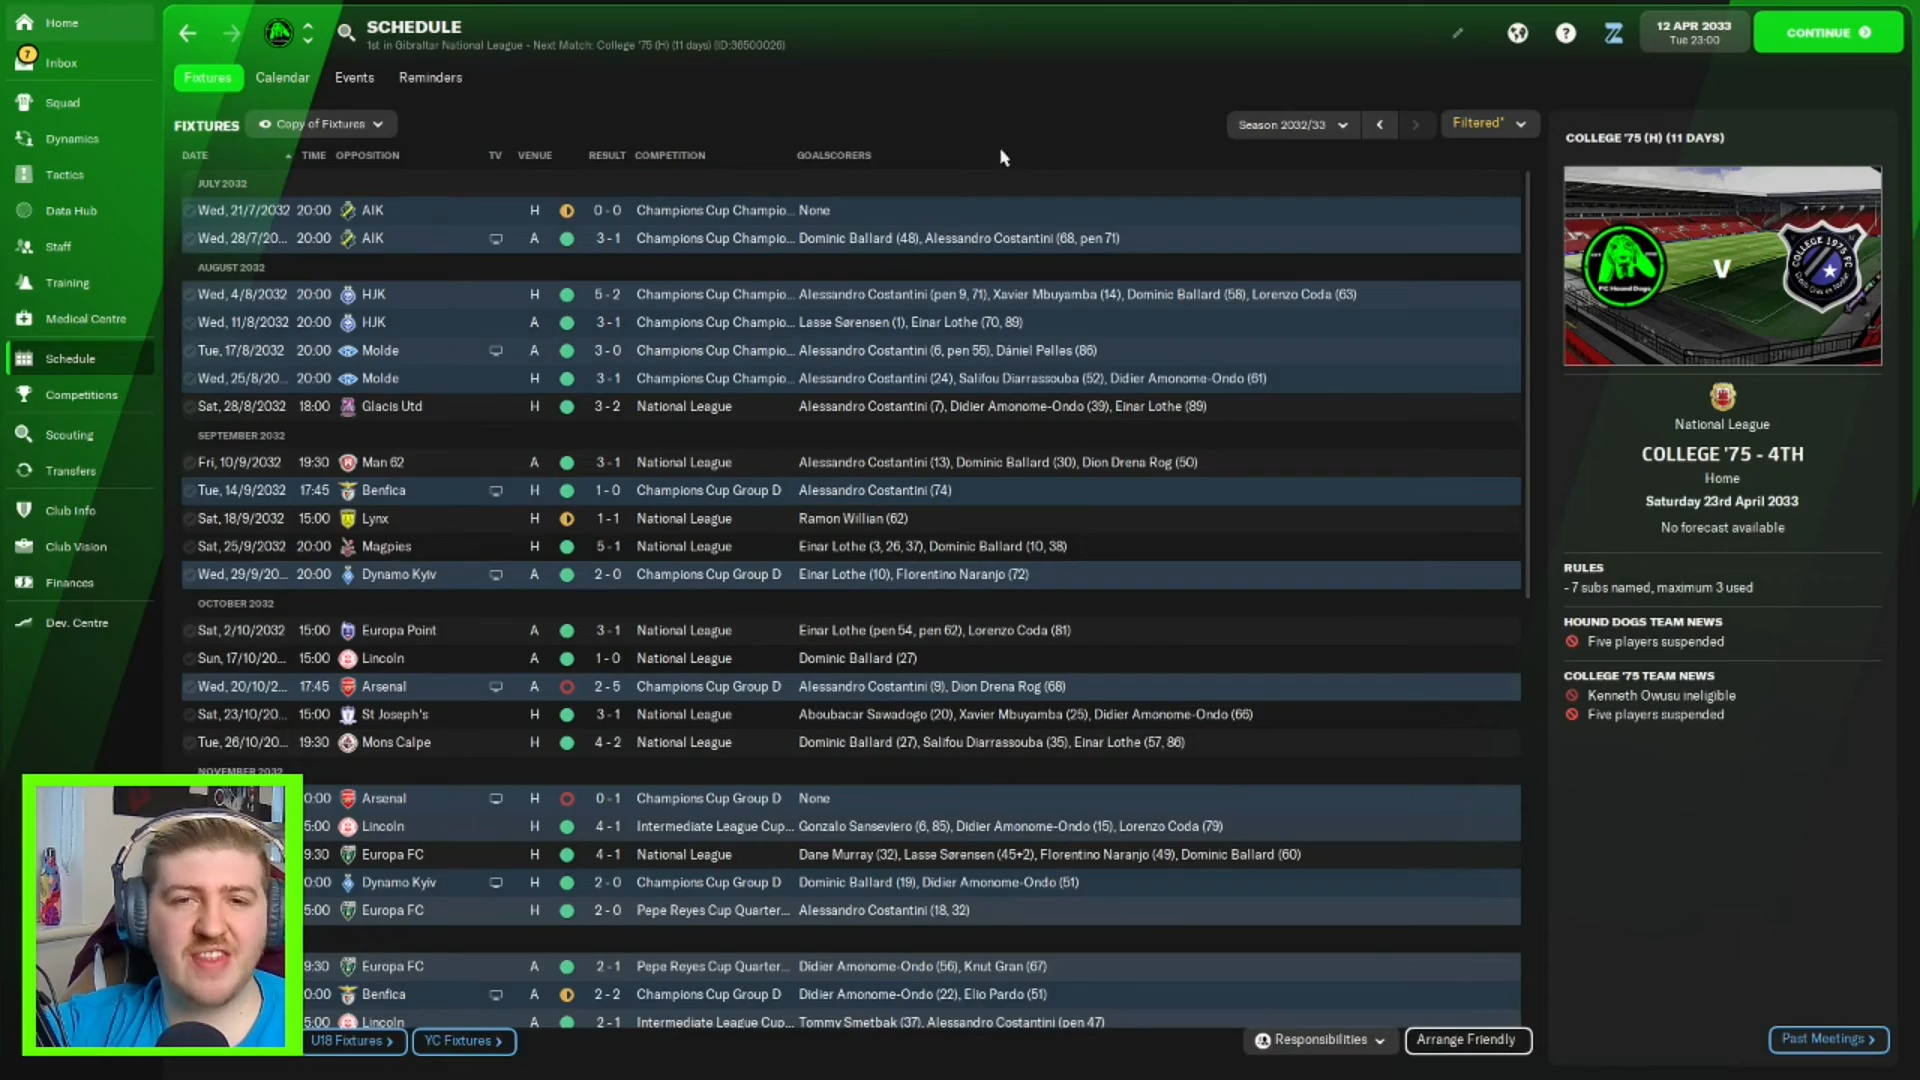 Home
7
Inbox
Squad
Dynamics
Tactics
Data Hub
Staff
Training
Medical Centre
Schedule
Competitions
Scouting
Transfers
Club Info
Club Vision
Finances
Dev. Centre
SCHEDULE
1st in Gibraltar National League - Next Match: College '75 (H) (11 days) (ID:36500026)
12 APR 2033
Tue 23:00
CONTINUE
Fixtures Calendar Events Reminders
FIXTURES Copy of Fixtures Season 2032/33 Filtered*
DATE TIME OPPOSITION TV VENUE RESULT COMPETITION GOALSCORERS
JULY 2032
Wed, 21/7/2032 20:00 AIK H 0 - 0 Champions Cup Champio... None
Wed, 28/7/20... 20:00 AIK A 3 - 1 Champions Cup Champio... Dominic Ballard (48), Alessandro Costantini (68, pen 71)
AUGUST 2032
Wed, 4/8/2032 20:00 HJK H 5 - 2 Champions Cup Champio... Alessandro Costantini (pen 9, 71), Xavier Mbuyamba (14), Dominic Ballard (58), Lorenzo Coda (63)
Wed, 11/8/2032 20:00 HJK A 3 - 1 Champions Cup Champio... Lasse Sørensen (1), Einar Lothe (70, 89)
Tue, 17/8/2032 20:00 Molde A 3 - 0 Champions Cup Champio... Alessandro Costantini (6, pen 55), Dániel Pelles (86)
Wed, 25/8/20... 20:00 Molde H 3 - 1 Champions Cup Champio... Alessandro Costantini (24), Salifou Diarrassouba (52), Didier Amonome-Ondo (61)
Sat, 28/8/2032 18:00 Glacis Utd H 3 - 2 National League Alessandro Costantini (7), Didier Amonome-Ondo (39), Einar Lothe (89)
SEPTEMBER 2032
Fri, 10/9/2032 19:30 Man 62 A 3 - 1 National League Alessandro Costantini (13), Dominic Ballard (30), Dion Drena Rog (50)
Tue, 14/9/2032 17:45 Benfica H 1 - 0 Champions Cup Group D Alessandro Costantini (74)
Sat, 18/9/2032 15:00 Lynx H 1 - 1 National League Ramon Willian (62)
Sat, 25/9/2032 20:00 Magpies H 5 - 1 National League Einar Lothe (3, 26, 37), Dominic Ballard (10, 38)
Wed, 29/9/20... 20:00 Dynamo Kyiv A 2 - 0 Champions Cup Group D Einar Lothe (10), Florentino Naranjo (72)
OCTOBER 2032
Sat, 2/10/2032 15:00 Europa Point A 3 - 1 National League Einar Lothe (pen 54, pen 62), Lorenzo Coda (81)
Sun, 17/10/20... 15:00 Lincoln A 1 - 0 National League Dominic Ballard (27)
Wed, 20/10/2... 17:45 Arsenal A 2 - 5 Champions Cup Group D Alessandro Costantini (9), Dion Drena Rog (68)
Sat, 23/10/20... 15:00 St Joseph's H 3 - 1 National League Aboubacar Sawadogo (20), Xavier Mbuyamba (25), Didier Amonome-Ondo (66)
Tue, 26/10/20... 19:30 Mons Calpe H 4 - 2 National League Dominic Ballard (27), Salifou Diarrassouba (35), Einar Lothe (57, 86)
NOVEMBER 2032
0:00 Arsenal H 0 - 1 Champions Cup Group D None
5:00 Lincoln H 4 - 1 Intermediate League Cup... Gonzalo Sanseviero (6, 85), Didier Amonome-Ondo (15), Lorenzo Coda (79)
9:30 Europa FC H 4 - 1 National League Dane Murray (32), Lasse Sørensen (45+2), Florentino Naranjo (49), Dominic Ballard (60)
0:00 Dynamo Kyiv H 2 - 0 Champions Cup Group D Dominic Ballard (19), Didier Amonome-Ondo (51)
5:00 Europa FC H 2 - 0 Pepe Reyes Cup Quarter... Alessandro Costantini (18, 32)
9:30 Europa FC A 2 - 1 Pepe Reyes Cup Quarter... Didier Amonome-Ondo (56), Knut Gran (67)
0:00 Benfica A 2 - 2 Champions Cup Group D Didier Amonome-Ondo (22), Elio Pardo (51)
5:00 Lincoln A 2 - 1 Intermediate League Cup... Tommy Smetbak (37), Alessandro Costantini (pen 47)
U18 Fixtures > YC Fixtures > Responsibilities Arrange Friendly
COLLEGE '75 (H) (11 DAYS)
FC Hound Dogs
V
COLLEGE 1975 FC
National League
COLLEGE '75 - 4TH
Home
Saturday 23rd April 2033
No forecast available
RULES
- 7 subs named, maximum 3 used
HOUND DOGS TEAM NEWS
Five players suspended
COLLEGE '75 TEAM NEWS
Kenneth Owusu ineligible
Five players suspended
Past Meetings >